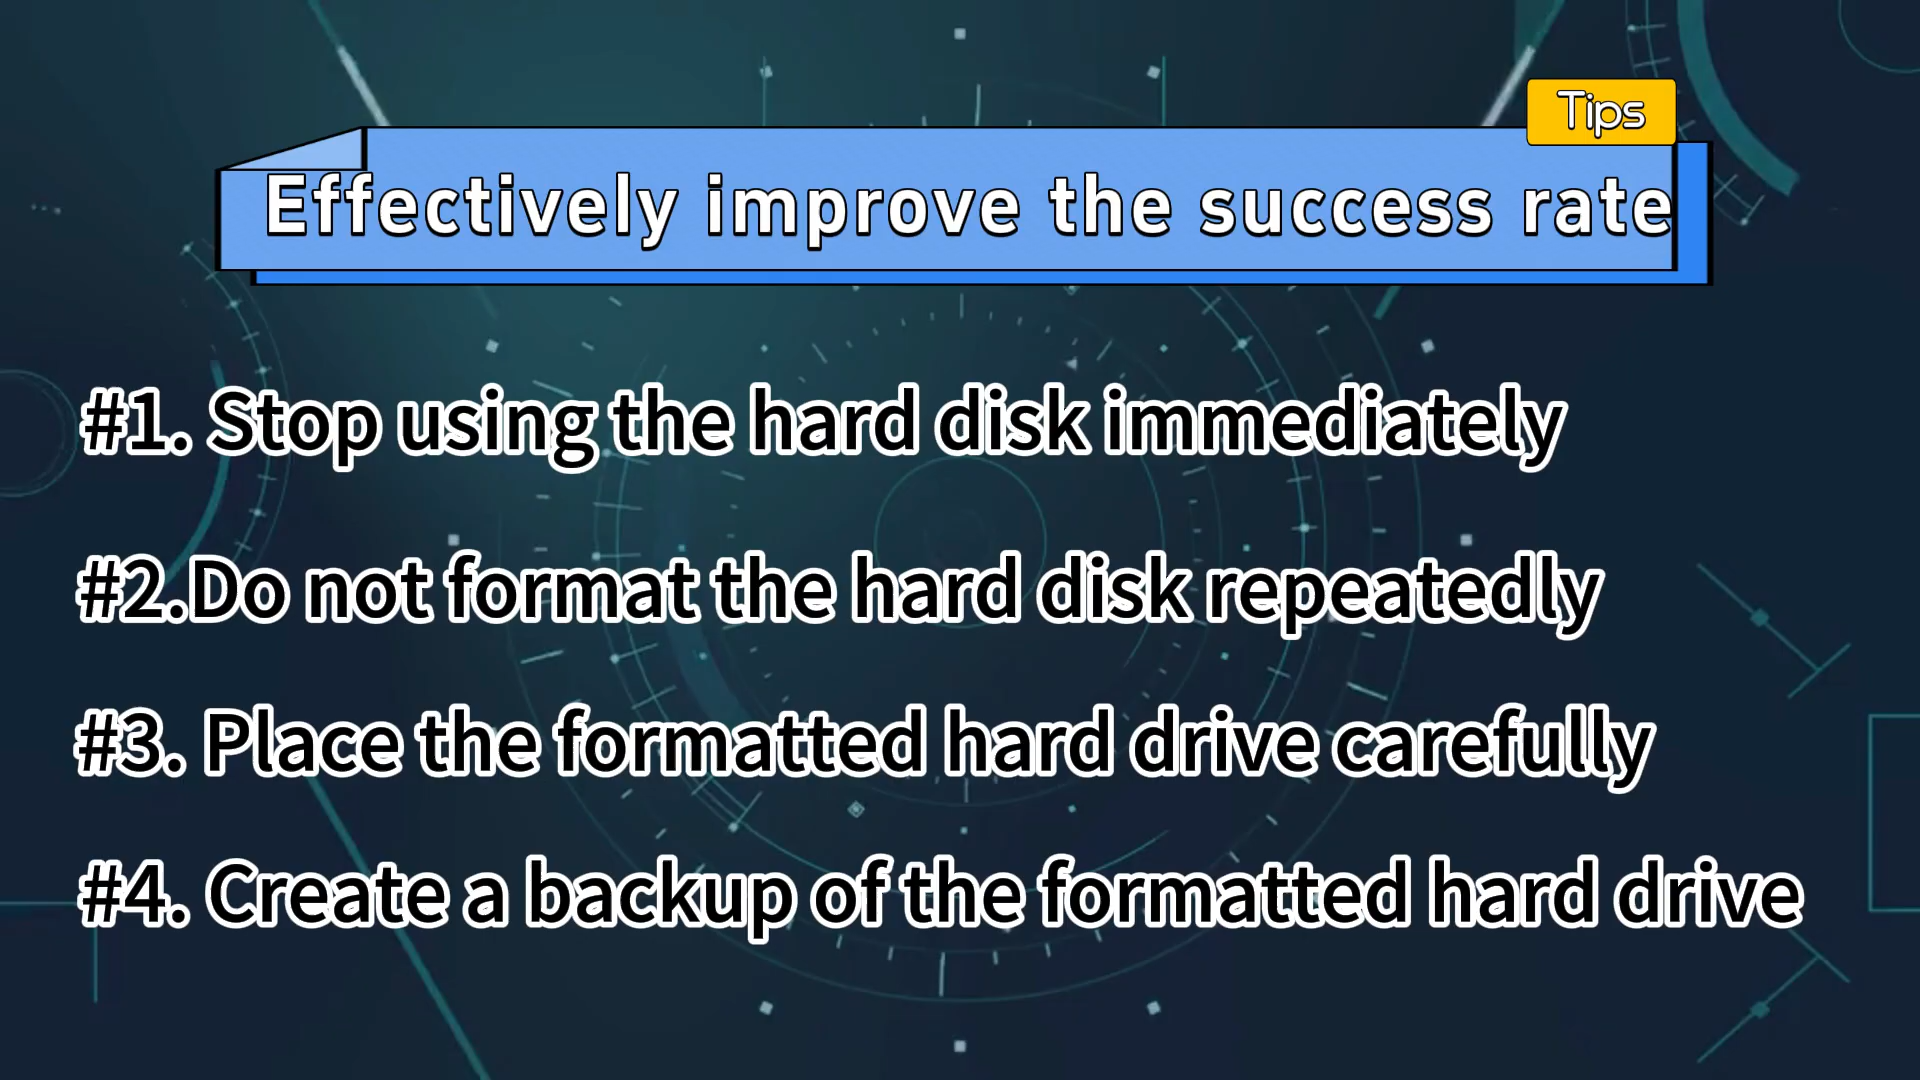 Tips
Effectively improve the success rate
#1. Stop using the hard disk immediately
#2.Do not format the hard disk repeatedly
#3. Place the formatted hard drive carefully
#4. Create a backup of the formatted hard drive